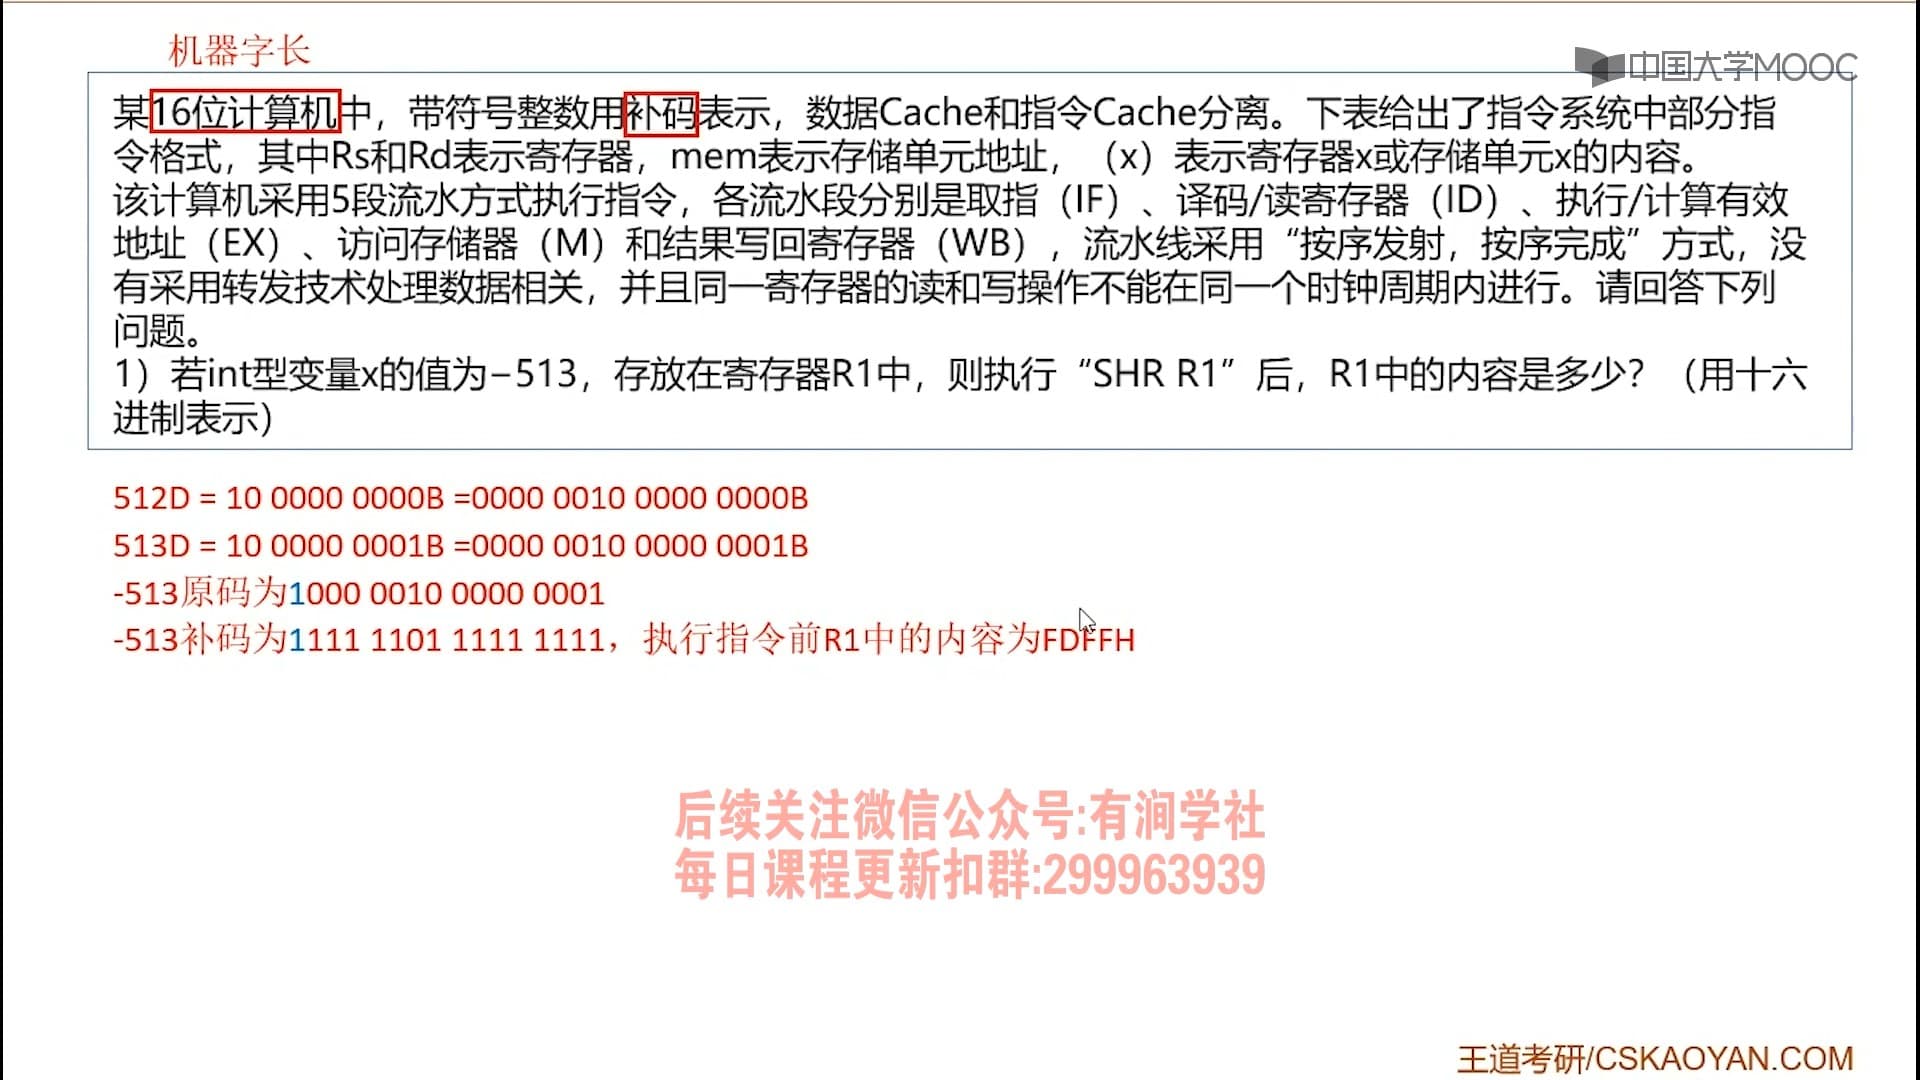 机器字长
中国大学MOOC
某16位计算机中，带符号整数用补码表示，数据Cache和指令Cache分离。下表给出了指令系统中部分指
令格式，其中Rs和Rd表示寄存器，mem表示存储单元地址，（x）表示寄存器x或存储单元x的内容。
该计算机采用5段流水方式执行指令，各流水段分别是取指（IF）、译码/读寄存器（ID）、执行/计算有效
地址（EX）、访问存储器（M）和结果写回寄存器（WB），流水线采用“按序发射，按序完成”方式，没
有采用转发技术处理数据相关，并且同一寄存器的读和写操作不能在同一个时钟周期内进行。请回答下列
问题。
1）若int型变量x的值为−513，存放在寄存器R1中，则执行“SHR R1”后，R1中的内容是多少？（用十六
进制表示）
512D = 10 0000 0000B =0000 0010 0000 0000B
513D = 10 0000 0001B =0000 0010 0000 0001B
-513原码为1000 0010 0000 0001
-513补码为1111 1101 1111 1111，执行指令前R1中的内容为FDFFH
后续关注微信公众号:有涧学社
每日课程更新扣群:299963939
王道考研/CSKAOYAN.COM